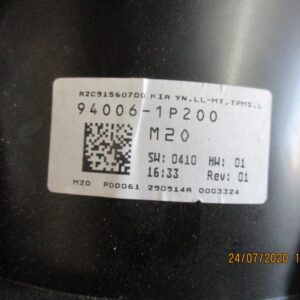 A2C91560700 KIA YN,LL-MT,TPMS,L
94006-1P200
M20
SW: 0410 HW: 01
16:33 Rev: 01
M20 PD0061 290914A 0003324
24/07/2020 1